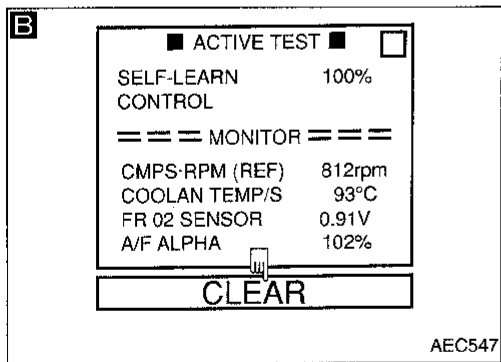 B
■ ACTIVE TEST ■ □
SELF-LEARN 100%
CONTROL
=== MONITOR ===
CMPS·RPM (REF) 812rpm
COOLAN TEMP/S 93°C
FR 02 SENSOR 0.91V
A/F ALPHA 102%
CLEAR
AEC547